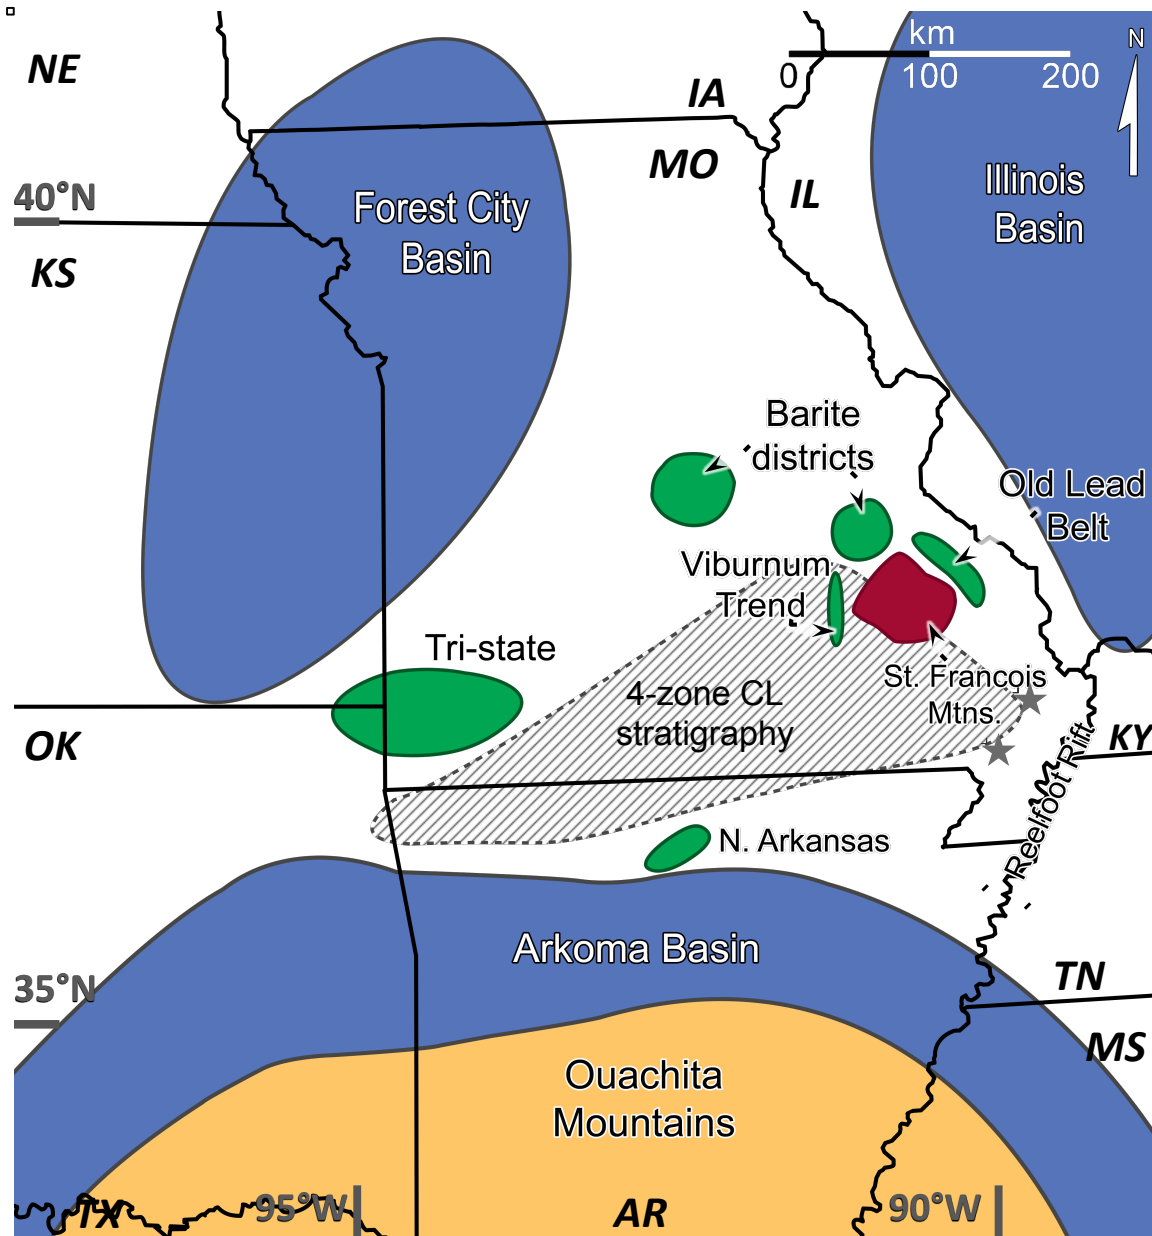 NE
km
N
0
100
200
IA
MO
IL
40°N
Forest City
Basin
Illinois
Basin
KS
Barite
districts
Old Lead
Belt
Viburnum
Trend
Tri-state
4-zone CL
stratigraphy
St. Francois
Mtns.
OK
KY
Reelfoot Rift
N. Arkansas
Arkoma Basin
35°N
TN
MS
Ouachita
Mountains
TX
95°W
AR
90°W